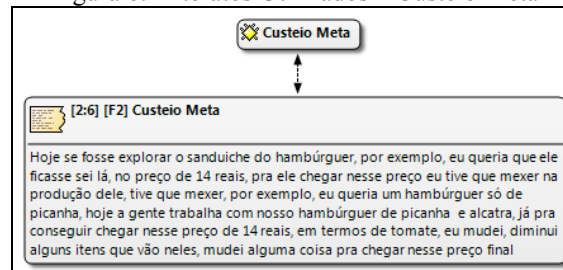 Custeio Meta
[2:6] [F2] Custeio Meta
Hoje se fosse explorar o sanduiche do hambúrguer, por exemplo, eu queria que ele
ficasse sei lá, no preço de 14 reais, pra ele chegar nesse preço eu tive que mexer na
produção dele, tive que mexer, por exemplo, eu queria um hambúrguer só de
picanha, hoje a gente trabalha com nosso hambúrguer de picanha e alcatra, já pra
conseguir chegar nesse preço de 14 reais, em termos de tomate, eu mudei, diminui
alguns itens que vão neles, mudei alguma coisa pra chegar nesse preço final